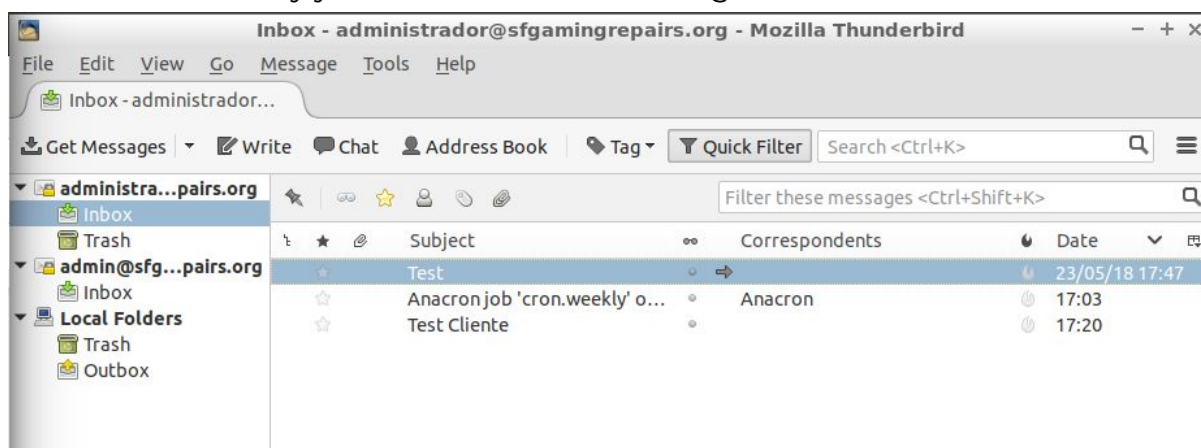 Inbox - administrador@sfgamingrepairs.org - Mozilla Thunderbird
File Edit View Go Message Tools Help
Inbox - administrador...
Get Messages Write Chat Address Book Tag Quick Filter Search <Ctrl+K>
administra...pairs.org
Inbox
Trash
admin@sfg...pairs.org
Inbox
Local Folders
Trash
Outbox
Filter these messages <Ctrl+Shift+K>
Subject Correspondents Date
Test 23/05/18 17:47
Anacron job 'cron.weekly' o... Anacron 17:03
Test Cliente 17:20